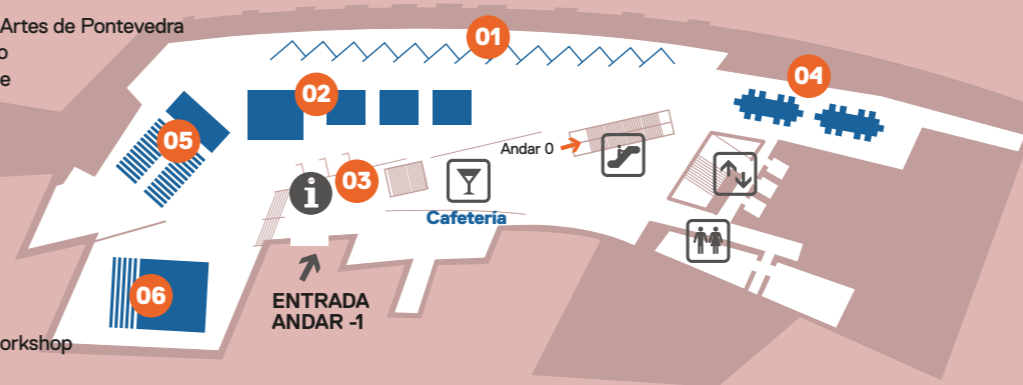 Artes de Pontevedra
o
e
01
04
02
05
Andar 0
i
03
Cafetería
06
ENTRADA
ANDAR -1
orkshop